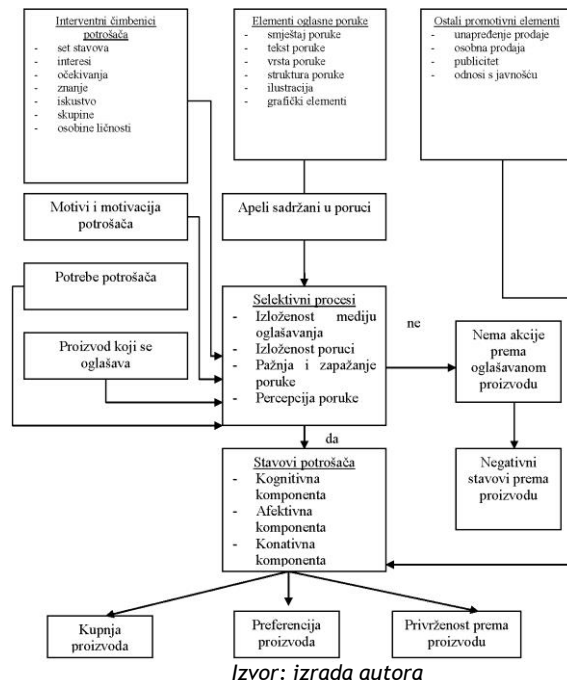 Interventni čimbenici
potrošača
- set stavova
- interesi
- očekivanja
- znanje
- iskustvo
- skupine
- osobine ličnosti
Elementi oglasne poruke
- smještaj poruke
- tekst poruke
- vrsta poruke
- struktura poruke
- ilustracija
- grafički elementi
Ostali promotivni elementi
- unapređenje prodaje
- osobna prodaja
- publicitet
- odnosi s javnošću
Motivi i motivacija
potrošača
Apeli sadržani u poruci
Potrebe potrošača
Proizvod koji se
oglašava
Selektivni procesi
- Izloženost mediju
oglašavanja
- Izloženost poruci
- Pažnja i zapažanje
poruke
- Percepcija poruke
ne
Nema akcije
prema
oglašavanom
proizvodu
da
Stavovi potrošača
- Kognitivna
komponenta
- Afektivna
komponenta
- Konativna
komponenta
Negativni
stavovi prema
proizvodu
Kupnja
proizvoda
Preferencija
proizvoda
Privrženost prema
proizvodu
Izvor: izrada autora